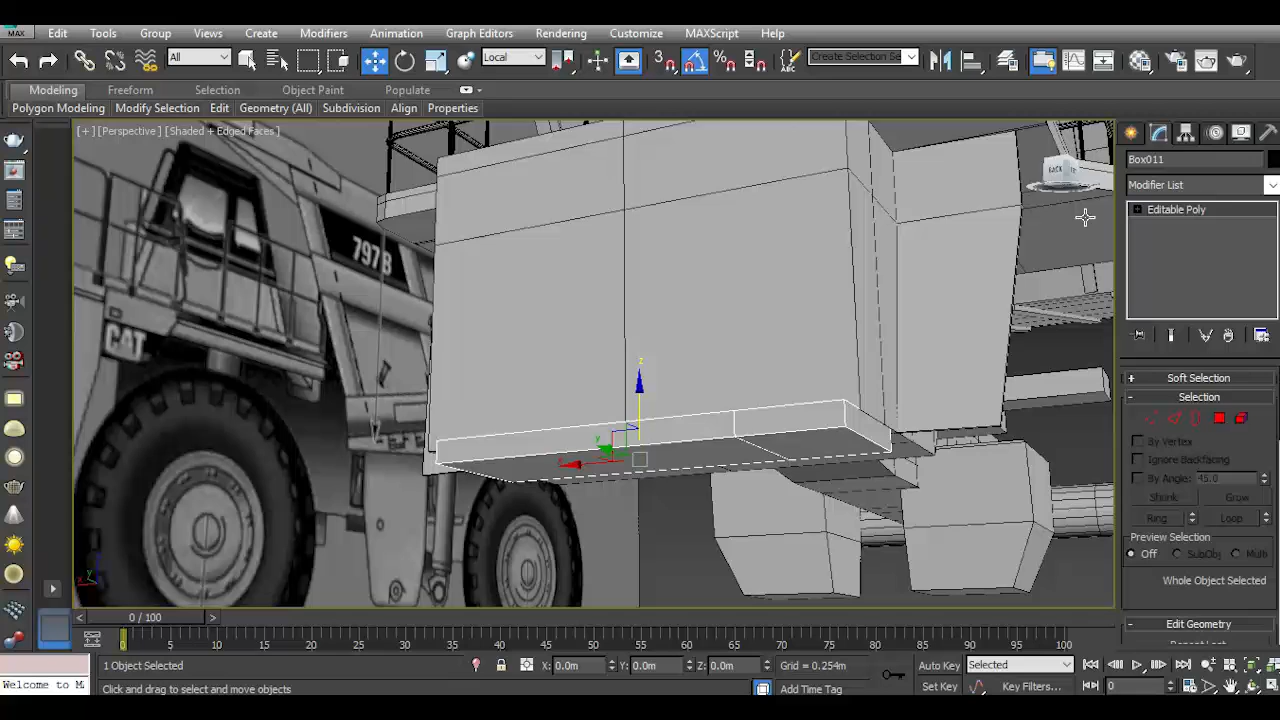 MAX
Edit Tools Group Views Create Modifiers Animation Graph Editors Rendering Customize MAXScript Help
All Local 3 Create Selection Se
ABC
Modeling Freeform Selection Object Paint Populate
Polygon Modeling Modify Selection Edit Geometry (All) Subdivision Align Properties
[+] [Perspective] [Shaded + Edged Faces]
Box011
BACK
Modifier List
Editable Poly
797B
CAT
z
y
x
Soft Selection
Selection
By Vertex
Ignore Backfacing
By Angle: 45.0
Shrink Grow
Ring Loop
Preview Selection
Off SubObj Multi
Whole Object Selected
Edit Geometry
0 / 100
0 5 10 15 20 25 30 35 40 45 50 55 60 65 70 75 80 85 90 95 100
1 Object Selected X: 0.0m Y: 0.0m Z: 0.0m Grid = 0.254m Auto Key Selected
Welcome to M Click and drag to select and move objects Add Time Tag Set Key Key Filters... 0